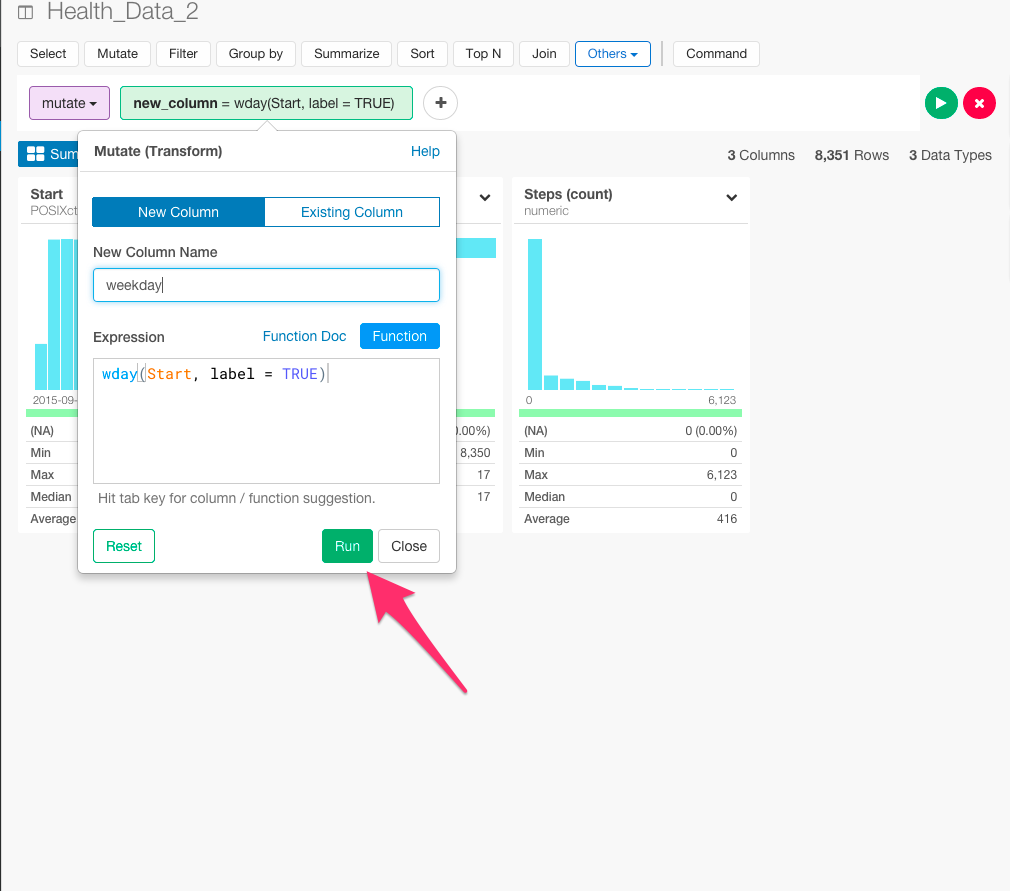 Health_Data_2
Select Mutate Filter Group by Summarize Sort Top N Join Others Command
mutate new_column = wday(Start, label = TRUE) +
Sum
3 Columns 8,351 Rows 3 Data Types
Mutate (Transform) Help
New Column Existing Column
New Column Name
weekday
Expression Function Doc Function
wday(Start, label = TRUE)
Hit tab key for column / function suggestion.
Reset Run Close
Start
POSIXct
2015-09-
(NA)
Min
Max
Median
Average
0.00%)
8,350
17
17
Steps (count)
numeric
0 6,123
(NA) 0 (0.00%)
Min 0
Max 6,123
Median 0
Average 416